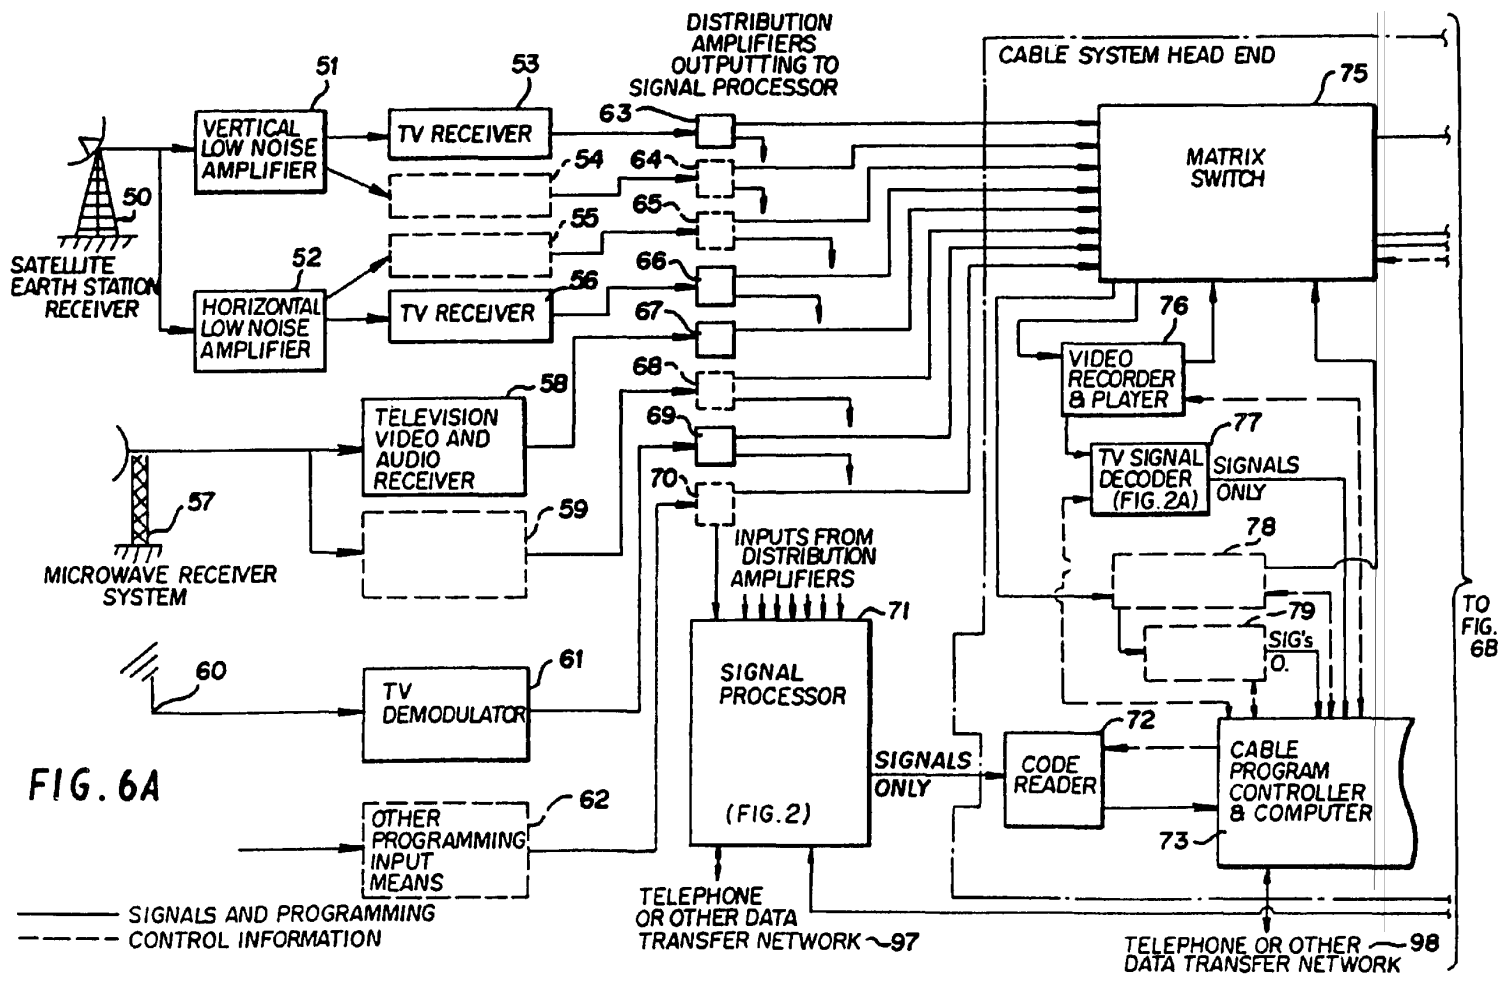 DISTRIBUTION
AMPLIFIERS
OUTPUTTING TO
SIGNAL PROCESSOR
CABLE SYSTEM HEAD END
51
53
63
75
VERTICAL
LOW NOISE
AMPLIFIER
TV RECEIVER
MATRIX
SWITCH
54
64
50
55
65
SATELLITE
EARTH STATION
RECEIVER
52
66
56
HORIZONTAL
LOW NOISE
AMPLIFIER
TV RECEIVER
67
76
VIDEO
RECORDER
& PLAYER
68
58
TELEVISION
VIDEO AND
AUDIO
RECEIVER
69
77
TV SIGNAL
DECODER
(FIG. 2A)
SIGNALS
ONLY
70
57
59
MICROWAVE RECEIVER
SYSTEM
INPUTS FROM
DISTRIBUTION
AMPLIFIERS
78
71
79
SIG's
O.
TO
FIG.
6B
60
61
TV
DEMODULATOR
SIGNAL
PROCESSOR
(FIG. 2)
72
SIGNALS
ONLY
CODE
READER
CABLE
PROGRAM
CONTROLLER
& COMPUTER
73
FIG. 6A
62
OTHER
PROGRAMMING
INPUT
MEANS
TELEPHONE
OR OTHER DATA
TRANSFER NETWORK 97
SIGNALS AND PROGRAMMING
CONTROL INFORMATION
TELEPHONE OR OTHER 98
DATA TRANSFER NETWORK